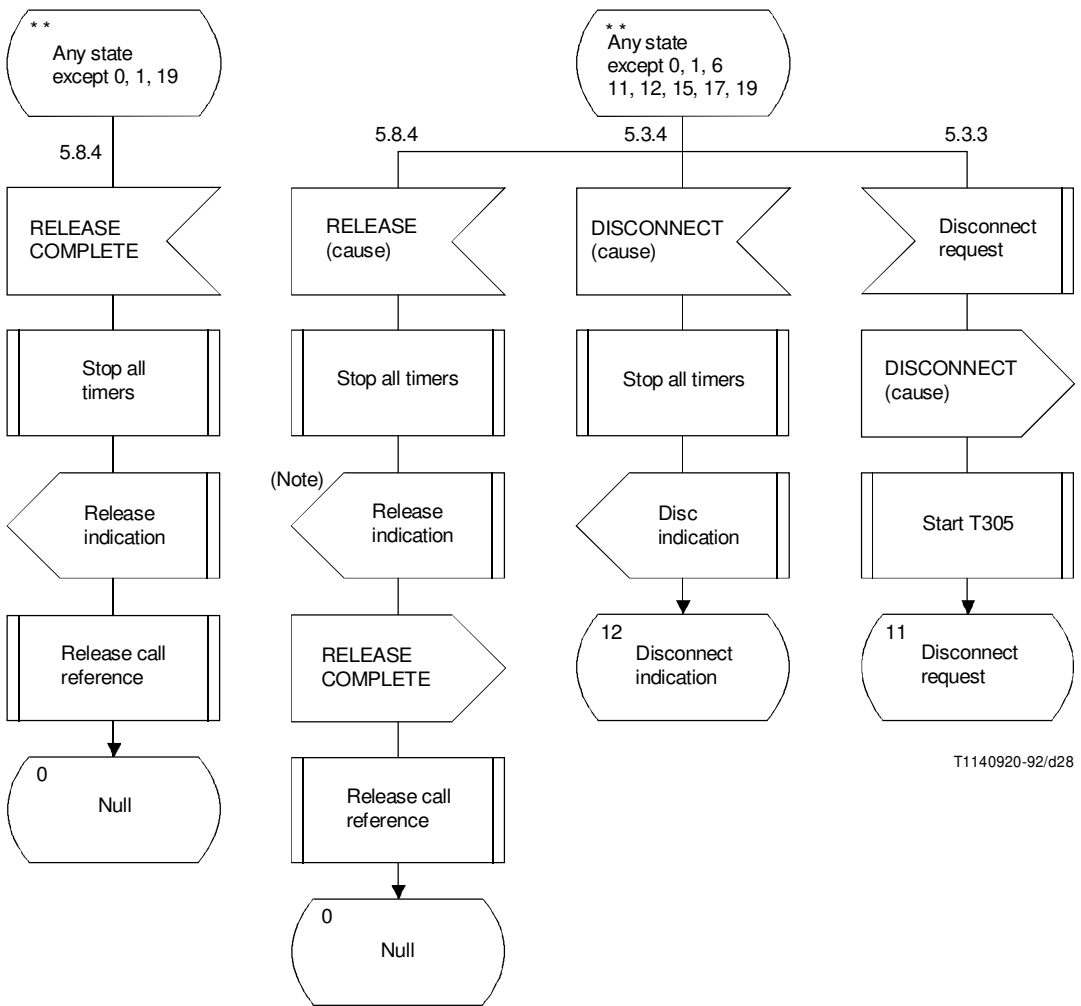 * *
Any state
except 0, 1, 19
5.8.4
RELEASE
COMPLETE
Stop all
timers
Release
indication
Release call
reference
0
Null
* *
Any state
except 0, 1, 6
11, 12, 15, 17, 19
5.8.4
5.3.4
5.3.3
RELEASE
(cause)
Stop all timers
(Note)
Release
indication
RELEASE
COMPLETE
Release call
reference
0
Null
DISCONNECT
(cause)
Stop all timers
Disc
indication
12
Disconnect
indication
Disconnect
request
DISCONNECT
(cause)
Start T305
11
Disconnect
request
T1140920-92/d28